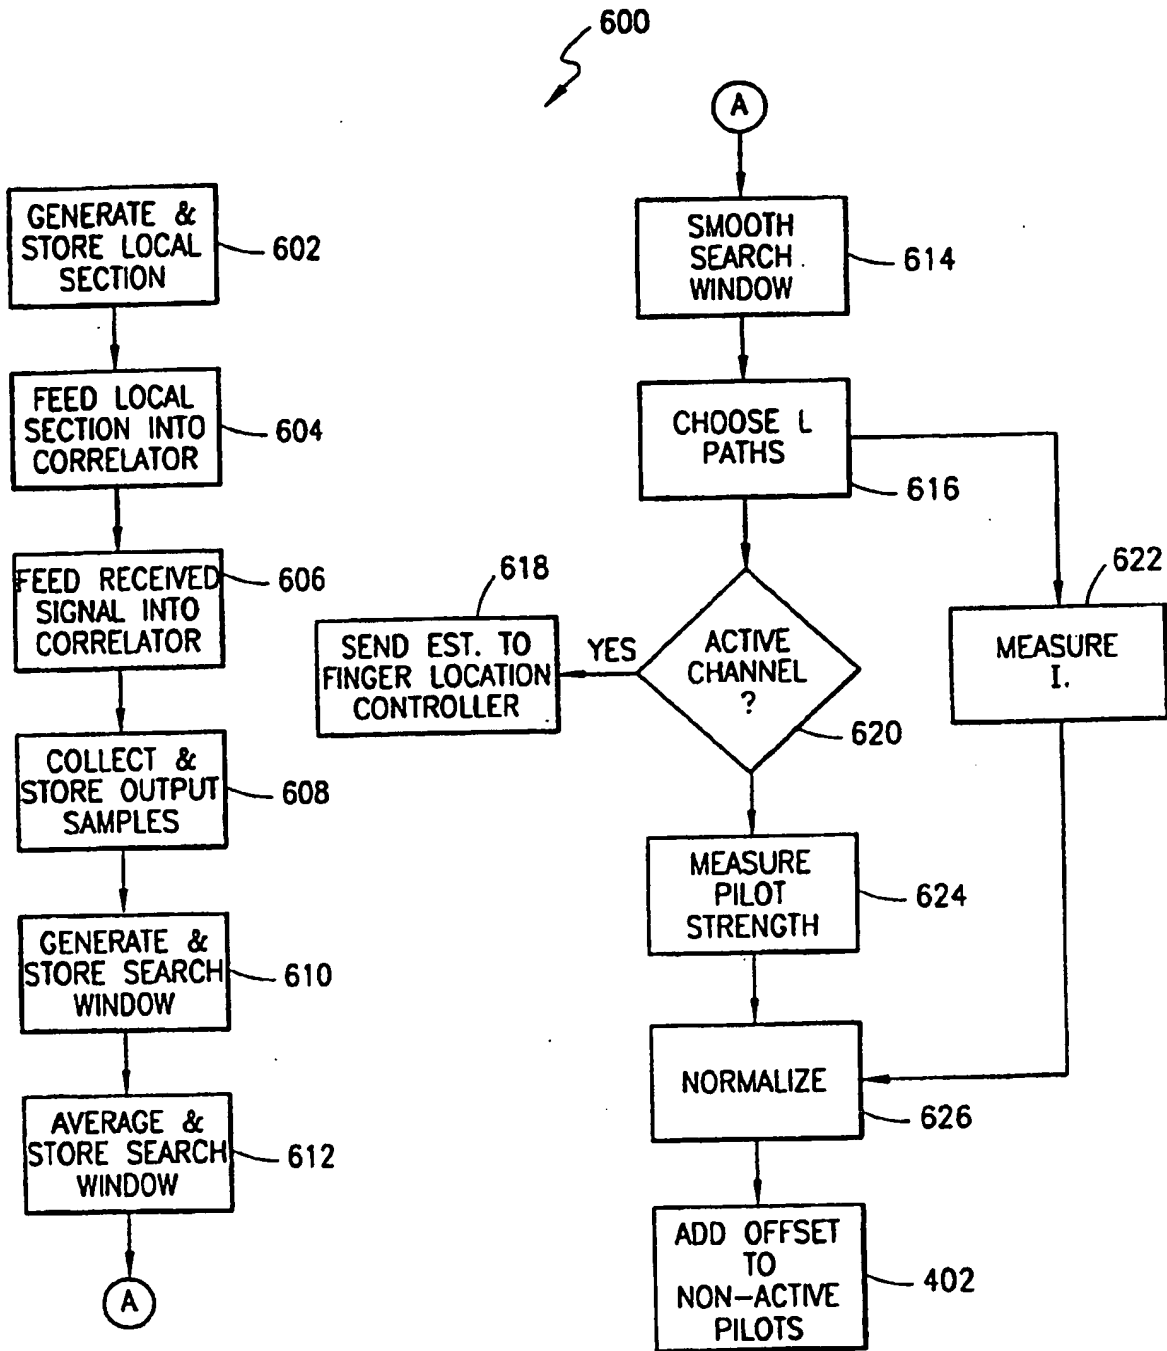 600
GENERATE &
STORE LOCAL
SECTION
602
FEED LOCAL
SECTION INTO
CORRELATOR
604
FEED RECEIVED
SIGNAL INTO
CORRELATOR
606
COLLECT &
STORE OUTPUT
SAMPLES
608
GENERATE &
STORE SEARCH
WINDOW
610
AVERAGE &
STORE SEARCH
WINDOW
612
A
A
SMOOTH
SEARCH
WINDOW
614
CHOOSE L
PATHS
616
ACTIVE
CHANNEL
?
620
YES
618
SEND EST. TO
FINGER LOCATION
CONTROLLER
622
MEASURE
I.
MEASURE
PILOT
STRENGTH
624
NORMALIZE
626
ADD OFFSET
TO
NON-ACTIVE
PILOTS
402